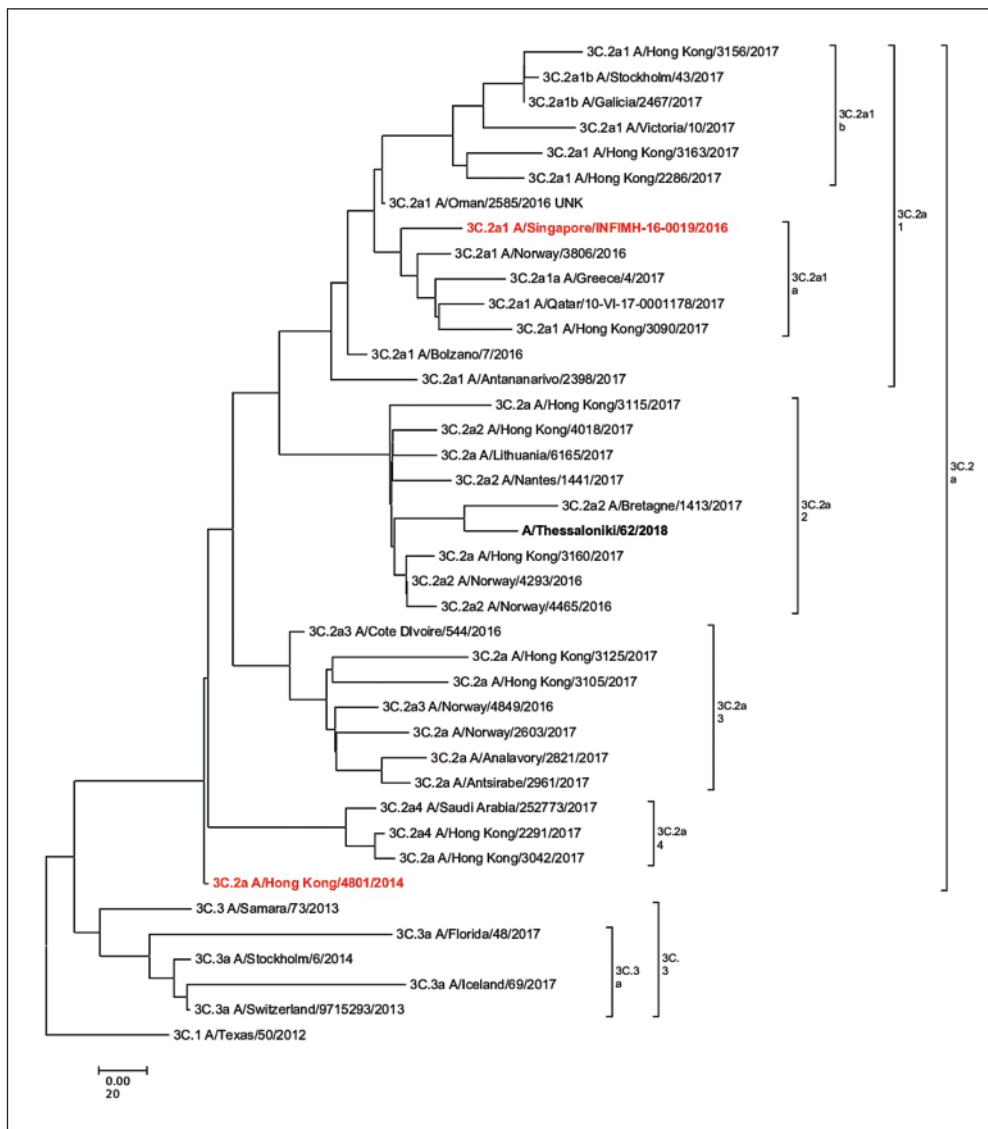 3C.2a1 A/Hong Kong/3156/2017
3C.2a1b A/Stockholm/43/2017
3C.2a1b A/Galicia/2467/2017
3C.2a1 A/Victoria/10/2017
3C.2a1 A/Hong Kong/3163/2017
3C.2a1 A/Hong Kong/2286/2017
3C.2a1
b
3C.2a1 A/Oman/2585/2016 UNK
3C.2a1 A/Singapore/INFIMH-16-0019/2016
3C.2a1 A/Norway/3806/2016
3C.2a1a A/Greece/4/2017
3C.2a1 A/Qatar/10-VI-17-0001178/2017
3C.2a1 A/Hong Kong/3090/2017
3C.2a1
a
3C.2a1 A/Bolzano/7/2016
3C.2a1 A/Antananarivo/2398/2017
3C.2a
1
3C.2a A/Hong Kong/3115/2017
3C.2a2 A/Hong Kong/4018/2017
3C.2a A/Lithuania/6165/2017
3C.2a2 A/Nantes/1441/2017
3C.2a2 A/Bretagne/1413/2017
A/Thessaloniki/62/2018
3C.2a A/Hong Kong/3160/2017
3C.2a2 A/Norway/4293/2016
3C.2a2 A/Norway/4465/2016
3C.2a
2
3C.2a3 A/Cote DIvoire/544/2016
3C.2a A/Hong Kong/3125/2017
3C.2a A/Hong Kong/3105/2017
3C.2a3 A/Norway/4849/2016
3C.2a A/Norway/2603/2017
3C.2a A/Analavory/2821/2017
3C.2a A/Antsirabe/2961/2017
3C.2a
3
3C.2a4 A/Saudi Arabia/252773/2017
3C.2a4 A/Hong Kong/2291/2017
3C.2a A/Hong Kong/3042/2017
3C.2a
4
3C.2a A/Hong Kong/4801/2014
3C.2
a
3C.3 A/Samara/73/2013
3C.3a A/Florida/48/2017
3C.3a A/Stockholm/6/2014
3C.3a A/Iceland/69/2017
3C.3a A/Switzerland/9715293/2013
3C.3
a
3C.
3
3C.1 A/Texas/50/2012
0.00
20